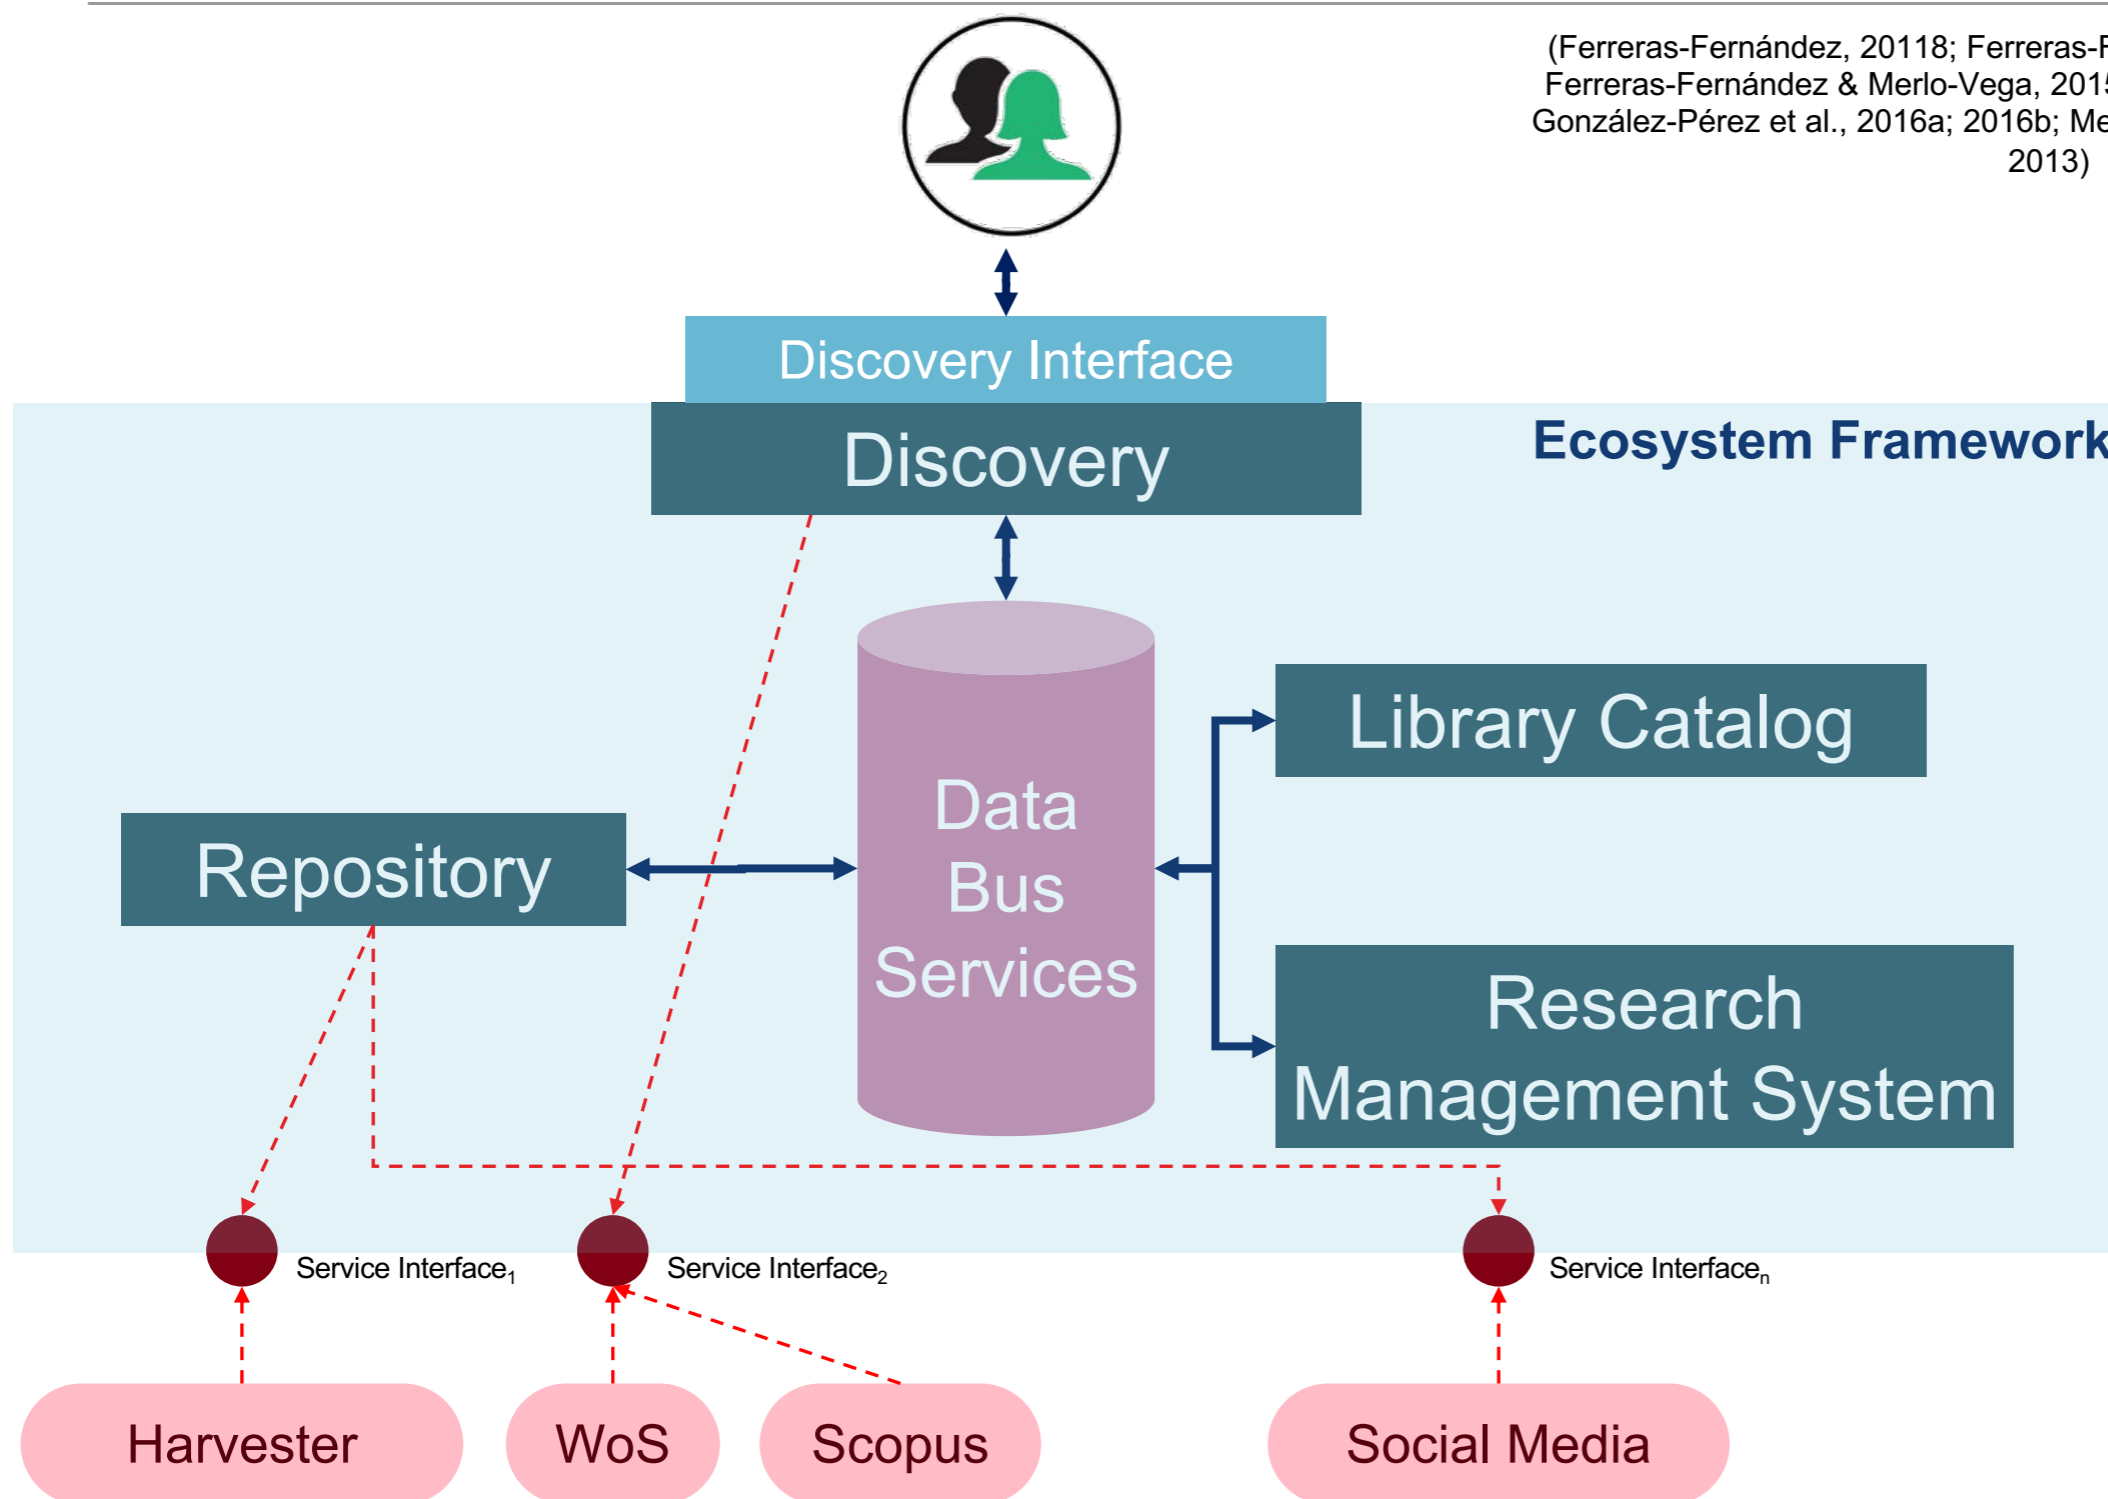 (Ferreras-Fernández, 20118; Ferreras-F
Ferreras-Fernández & Merlo-Vega, 2015
González-Pérez et al., 2016a; 2016b; Me
2013)
Discovery Interface
Discovery
Ecosystem Framework
Library Catalog
Data
Bus
Services
Repository
Research
Management System
Service Interface₁
Service Interface₂
Service Interfaceₙ
Harvester
WoS
Scopus
Social Media